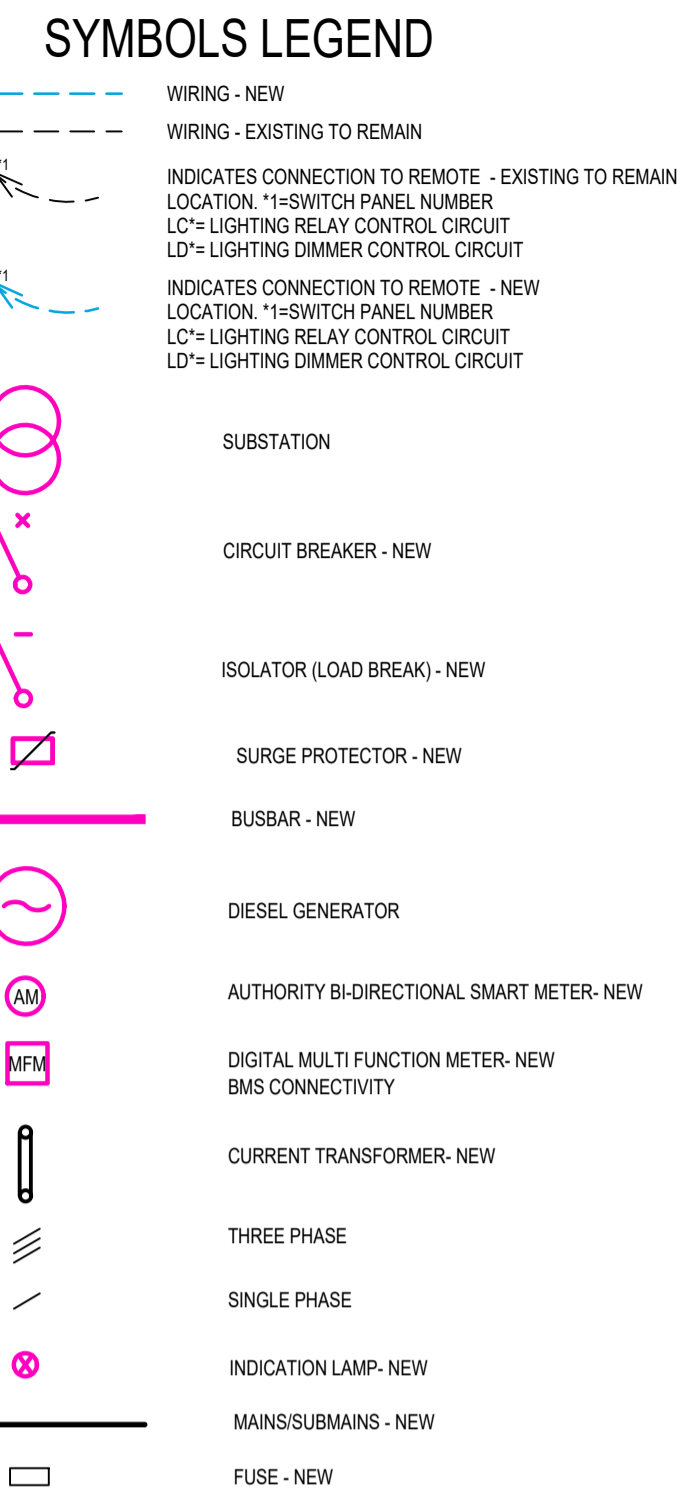 SYMBOLS LEGEND
WIRING - NEW
WIRING - EXISTING TO REMAIN
*1
INDICATES CONNECTION TO REMOTE - EXISTING TO REMAIN
LOCATION. *1=SWITCH PANEL NUMBER
LC*= LIGHTING RELAY CONTROL CIRCUIT
LD*= LIGHTING DIMMER CONTROL CIRCUIT
*1
INDICATES CONNECTION TO REMOTE - NEW
LOCATION. *1=SWITCH PANEL NUMBER
LC*= LIGHTING RELAY CONTROL CIRCUIT
LD*= LIGHTING DIMMER CONTROL CIRCUIT
SUBSTATION
CIRCUIT BREAKER - NEW
ISOLATOR (LOAD BREAK) - NEW
SURGE PROTECTOR - NEW
BUSBAR - NEW
DIESEL GENERATOR
AM AUTHORITY BI-DIRECTIONAL SMART METER- NEW
MFM DIGITAL MULTI FUNCTION METER- NEW
BMS CONNECTIVITY
CURRENT TRANSFORMER- NEW
THREE PHASE
SINGLE PHASE
INDICATION LAMP- NEW
MAINS/SUBMAINS - NEW
FUSE - NEW